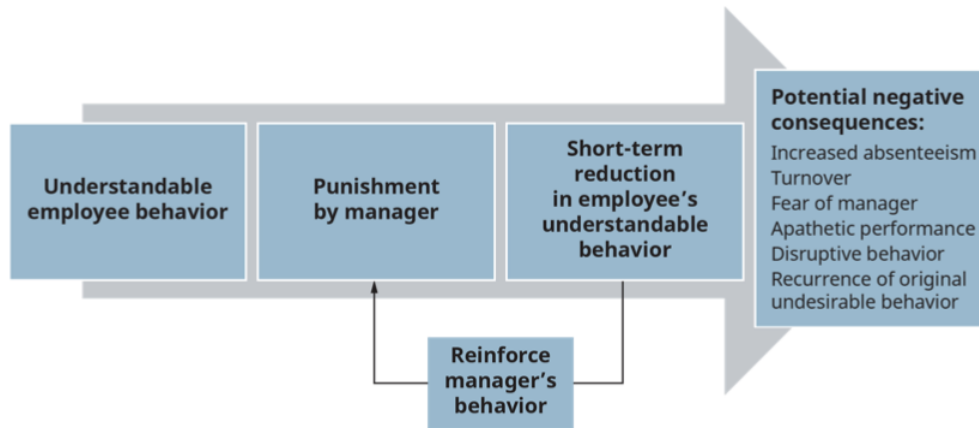 Understandable
employee behavior
Punishment
by manager
Short-term
reduction
in employee's
understandable
behavior
Potential negative
consequences:
Increased absenteeism
Turnover
Fear of manager
Apathetic performance
Disruptive behavior
Recurrence of original
undesirable behavior
Reinforce
manager's
behavior